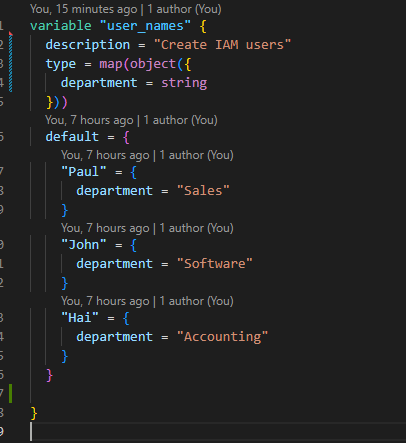 You, 15 minutes ago | 1 author (You)
1 variable "user_names" {
2 description = "Create IAM users"
3 type = map(object({
4 department = string
5 }))
You, 7 hours ago | 1 author (You)
6 default = {
You, 7 hours ago | 1 author (You)
7 "Paul" = {
8 department = "Sales"
9 }
You, 7 hours ago | 1 author (You)
0 "John" = {
1 department = "Software"
2 }
You, 7 hours ago | 1 author (You)
3 "Hai" = {
4 department = "Accounting"
5 }
6 }
7
8 }
9